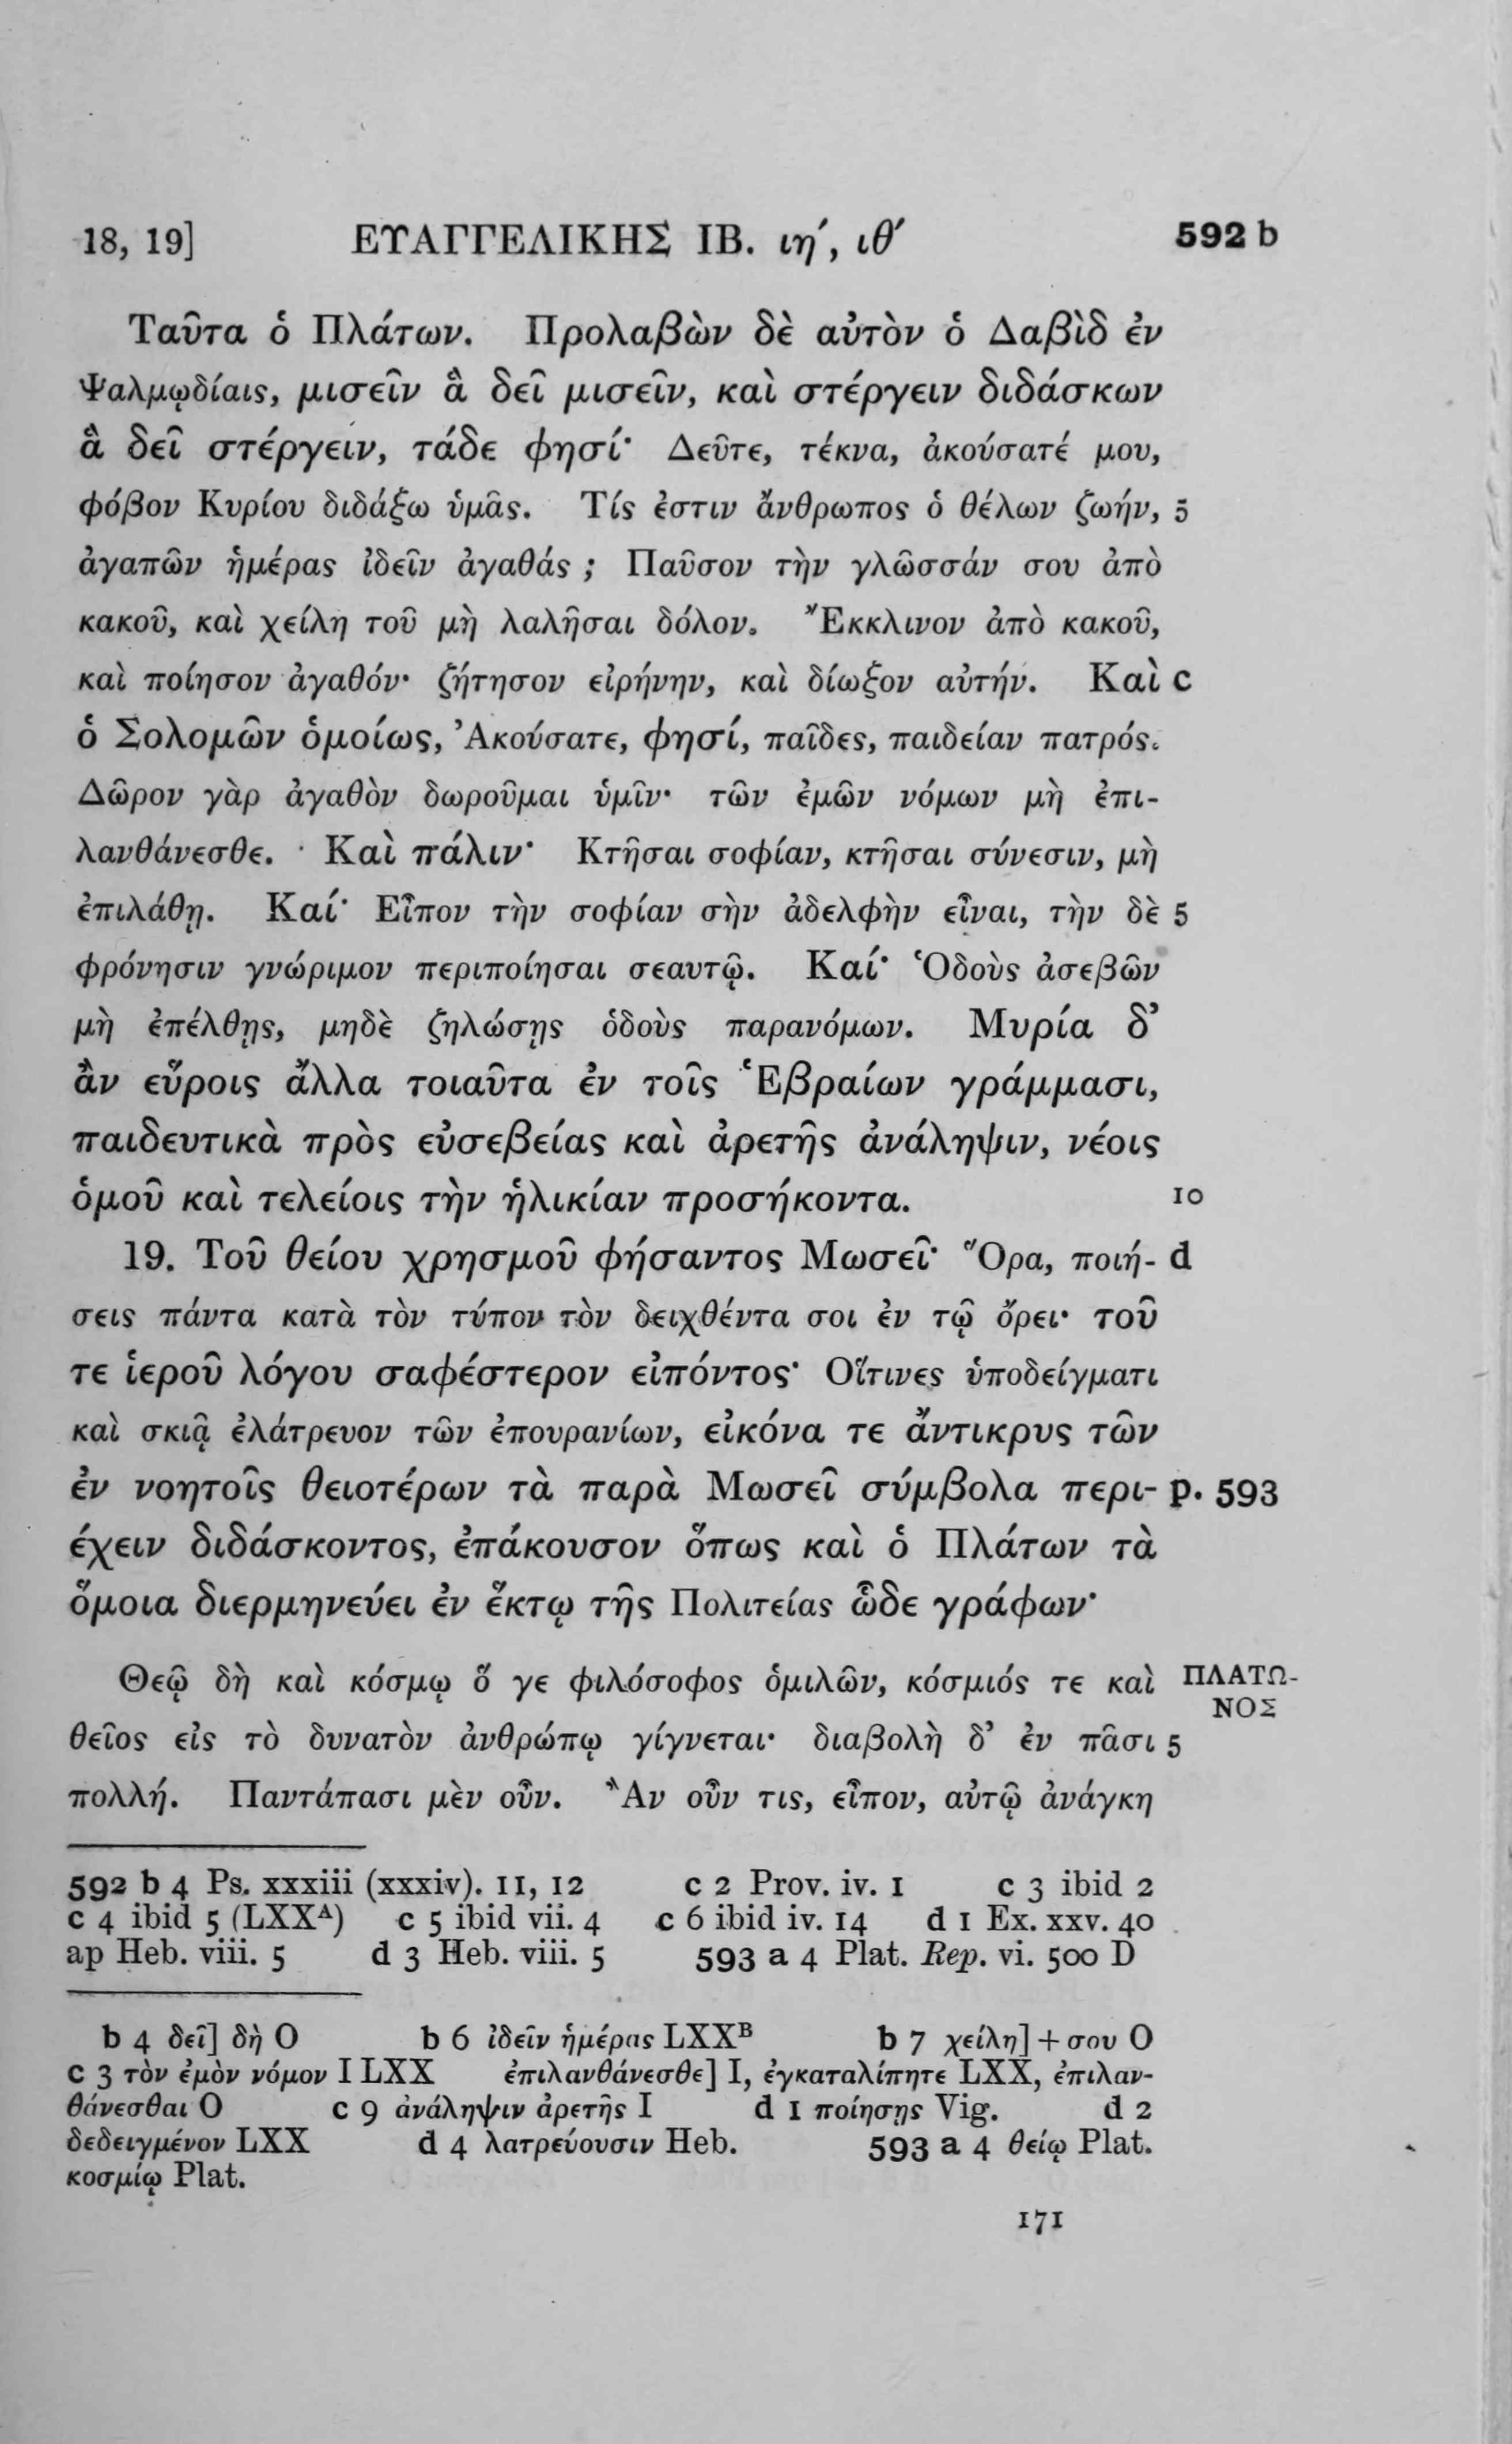 18, 19] ΕΥΑΓΓΕΛΙΚΗΣ ΙΒ. ιη´, ιθ´ 592 b
Ταῦτα ὁ Πλάτων. Προλαβὼν δὲ αὐτὸν ὁ Δαβὶδ ἐν
Ψαλμῳδίαις, μισεῖν ἃ δεῖ μισεῖν, καὶ στέργειν διδάσκων
ἃ δεῖ στέργειν, τάδε φησί· Δεῦτε, τέκνα, ἀκούσατέ μου,
φόβον Κυρίου διδάξω ὑμᾶς. Τίς ἐστιν ἄνθρωπος ὁ θέλων ζωήν, 5
ἀγαπῶν ἡμέρας ἰδεῖν ἀγαθάς ; Παῦσον τὴν γλῶσσάν σου ἀπὸ
κακοῦ, καὶ χείλη τοῦ μὴ λαλῆσαι δόλον. Ἔκκλινον ἀπὸ κακοῦ,
καὶ ποίησον ἀγαθόν· ζήτησον εἰρήνην, καὶ δίωξον αὐτήν. Καὶ c
ὁ Σολομῶν ὁμοίως, Ἀκούσατε, φησί, παῖδες, παιδείαν πατρός.
Δῶρον γὰρ ἀγαθὸν δωροῦμαι ὑμῖν· τῶν ἐμῶν νόμων μὴ ἐπι-
λανθάνεσθε. Καὶ πάλιν· Κτῆσαι σοφίαν, κτῆσαι σύνεσιν, μὴ
ἐπιλάθῃ. Καί· Εἶπον τὴν σοφίαν σὴν ἀδελφὴν εἶναι, τὴν δὲ 5
φρόνησιν γνώριμον περιποίησαι σεαυτῷ. Καί· Ὁδοὺς ἀσεβῶν
μὴ ἐπέλθῃς, μηδὲ ζηλώσῃς ὁδοὺς παρανόμων. Μυρία δ’
ἂν εὕροις ἄλλα τοιαῦτα ἐν τοῖς Ἑβραίων γράμμασι,
παιδευτικὰ πρὸς εὐσεβείας καὶ ἀρετῆς ἀνάληψιν, νέοις
ὁμοῦ καὶ τελείοις τὴν ἡλικίαν προσήκοντα. 10
19. Τοῦ θείου χρησμοῦ φήσαντος Μωσεῖ· Ὅρα, ποιή- d
σεις πάντα κατὰ τὸν τύπον τὸν δειχθέντα σοι ἐν τῷ ὄρει· τοῦ
τε ἱεροῦ λόγου σαφέστερον εἰπόντος· Οἵτινες ὑποδείγματι
καὶ σκιᾷ ἐλάτρευον τῶν ἐπουρανίων, εἰκόνα τε ἄντικρυς τῶν
ἐν νοητοῖς θειοτέρων τὰ παρὰ Μωσεῖ σύμβολα περι- p. 593
έχειν διδάσκοντος, ἐπάκουσον ὅπως καὶ ὁ Πλάτων τὰ
ὅμοια διερμηνεύει ἐν ἕκτῳ τῆς Πολιτείας ὧδε γράφων·
Θεῷ δὴ καὶ κόσμῳ ὅ γε φιλόσοφος ὁμιλῶν, κόσμιός τε καὶ ΠΛΑΤΩ-
ΝΟΣ
θεῖος εἰς τὸ δυνατὸν ἀνθρώπῳ γίγνεται· διαβολὴ δ’ ἐν πᾶσι 5
πολλή. Παντάπασι μὲν οὖν. Ἂν οὖν τις, εἶπον, αὐτῷ ἀνάγκη
592 b 4 Ps. xxxiii (xxxiv). 11, 12 c 2 Prov. iv. 1 c 3 ibid 2
c 4 ibid 5 (LXXᴬ) c 5 ibid vii. 4 c 6 ibid iv. 14 d 1 Ex. xxv. 40
ap Heb. viii. 5 d 3 Heb. viii. 5 593 a 4 Plat. Rep. vi. 500 D
b 4 δεῖ] δὴ O b 6 ἰδεῖν ἡμέρας LXXᴮ b 7 χείλη] + σου O
c 3 τὸν ἐμὸν νόμον I LXX ἐπιλανθάνεσθε] I, ἐγκαταλίπητε LXX, ἐπιλαν-
θάνεσθαι O c 9 ἀνάληψιν ἀρετῆς I d 1 ποίησῃς Vig. d 2
δεδειγμένον LXX d 4 λατρεύουσιν Heb. 593 a 4 θείῳ Plat.
κοσμίῳ Plat.
171